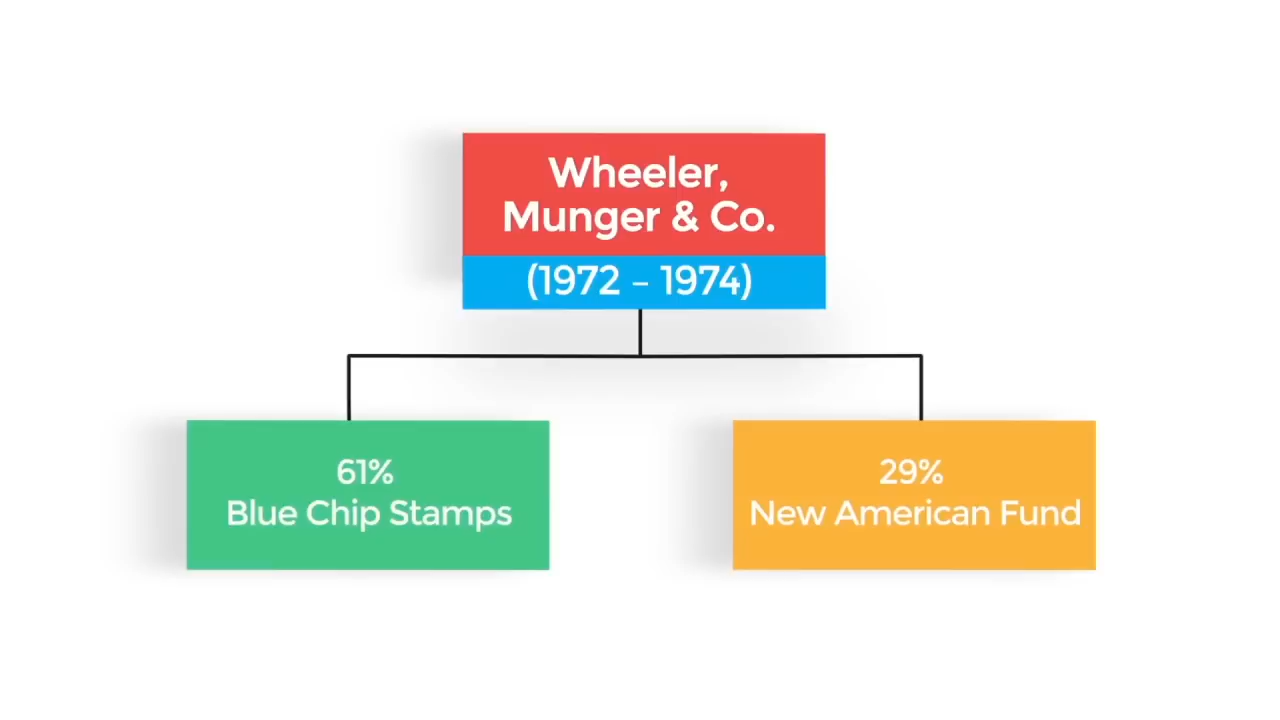 Wheeler,
Munger & Co.
(1972 – 1974)
61%
Blue Chip Stamps
29%
New American Fund